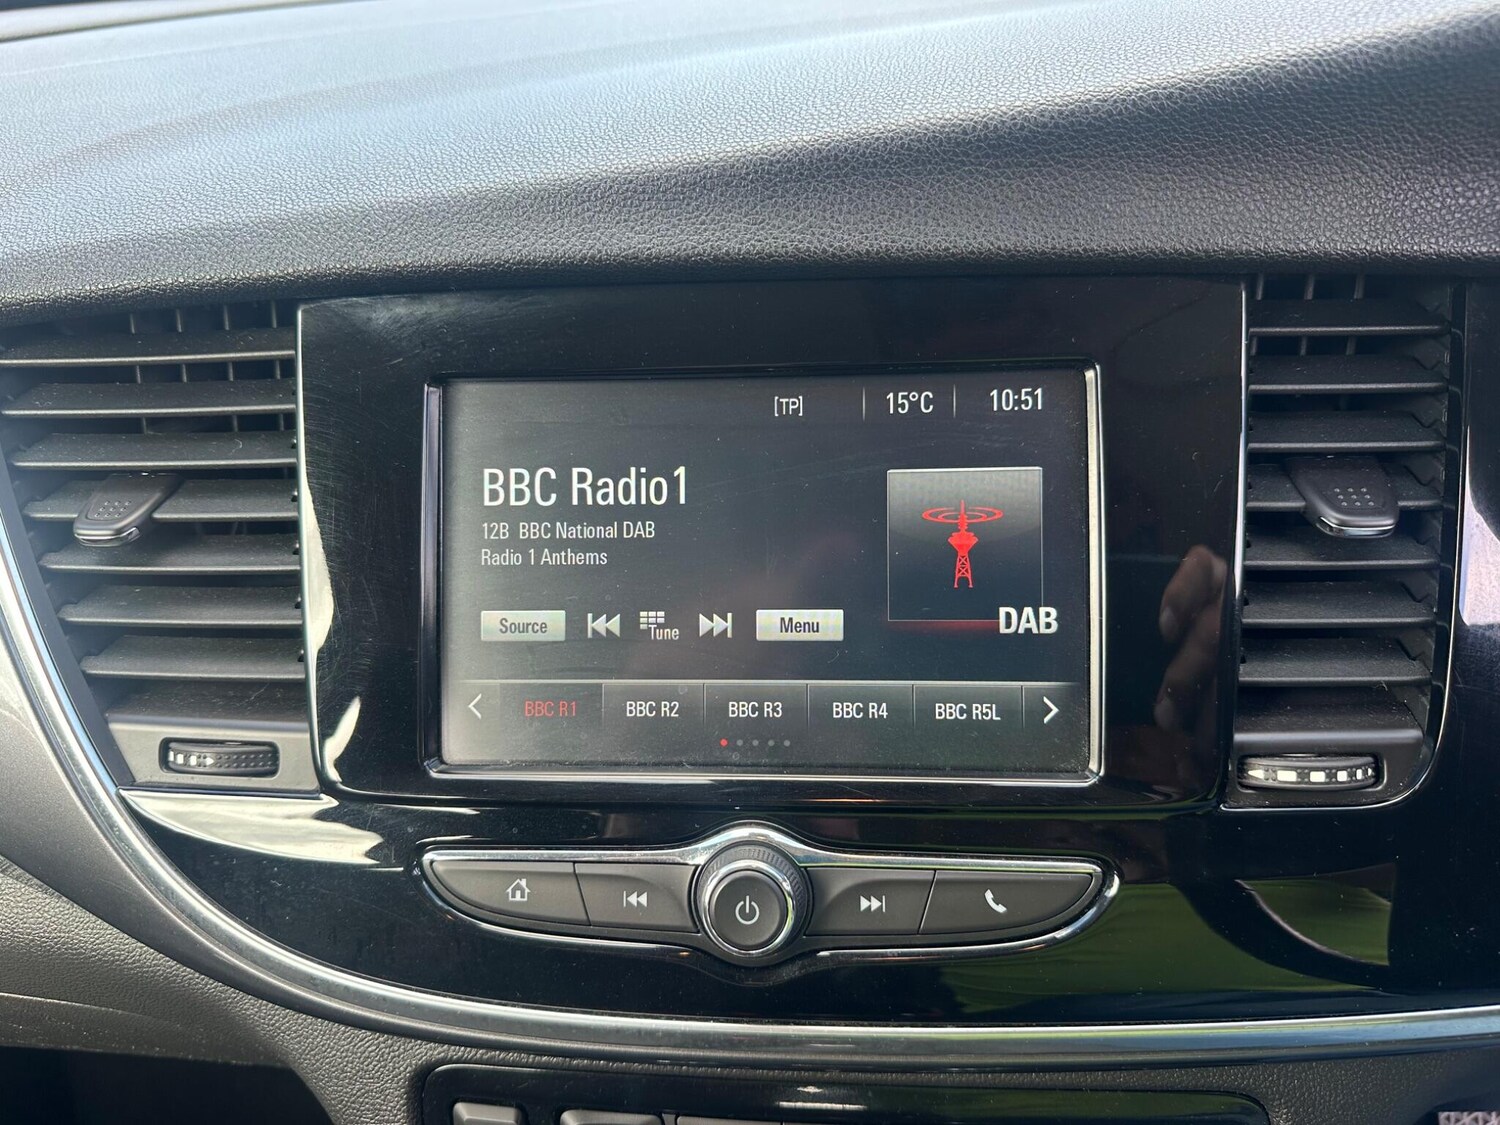 [TP] 15°C 10:51
BBC Radio1
12B BBC National DAB
Radio 1 Anthems
DAB
Source Tune Menu
BBC R1 BBC R2 BBC R3 BBC R4 BBC R5L